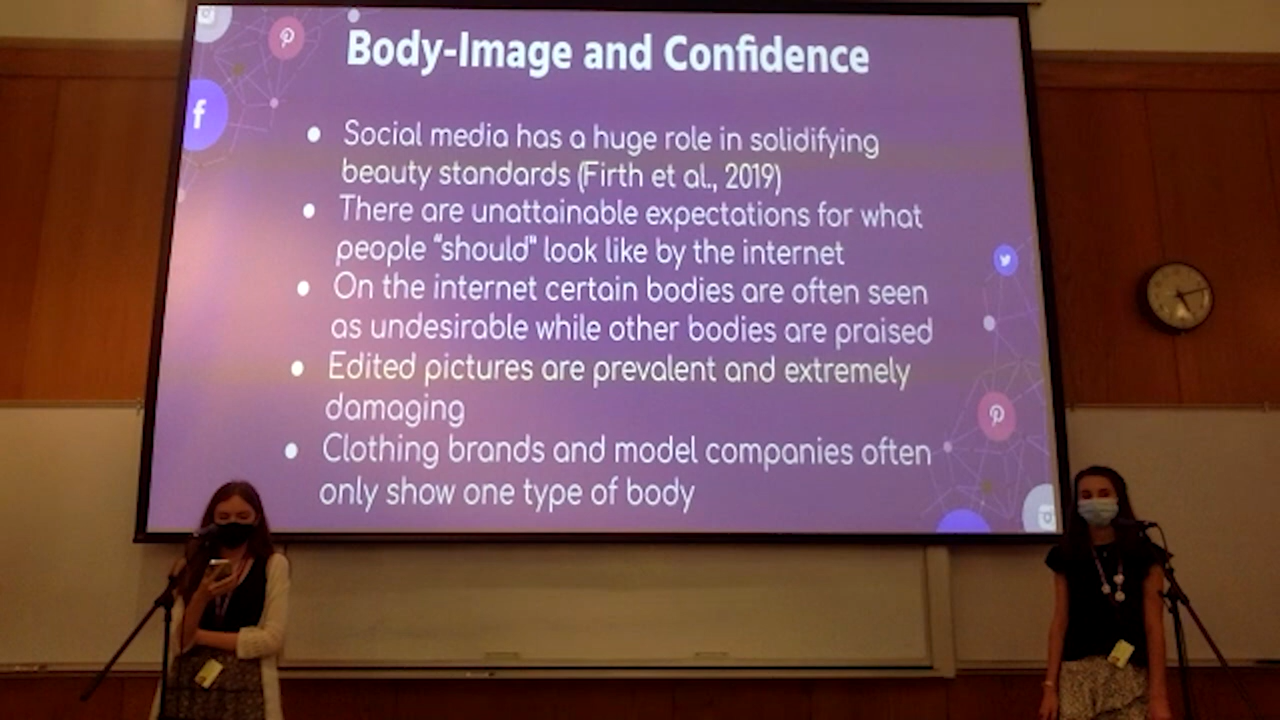 Body-Image and Confidence
Social media has a huge role in solidifying
beauty standards (Firth et al., 2019)
There are unattainable expectations for what
people "should" look like by the internet
On the internet certain bodies are often seen
as undesirable while other bodies are praised
Edited pictures are prevalent and extremely
damaging
Clothing brands and model companies often
only show one type of body